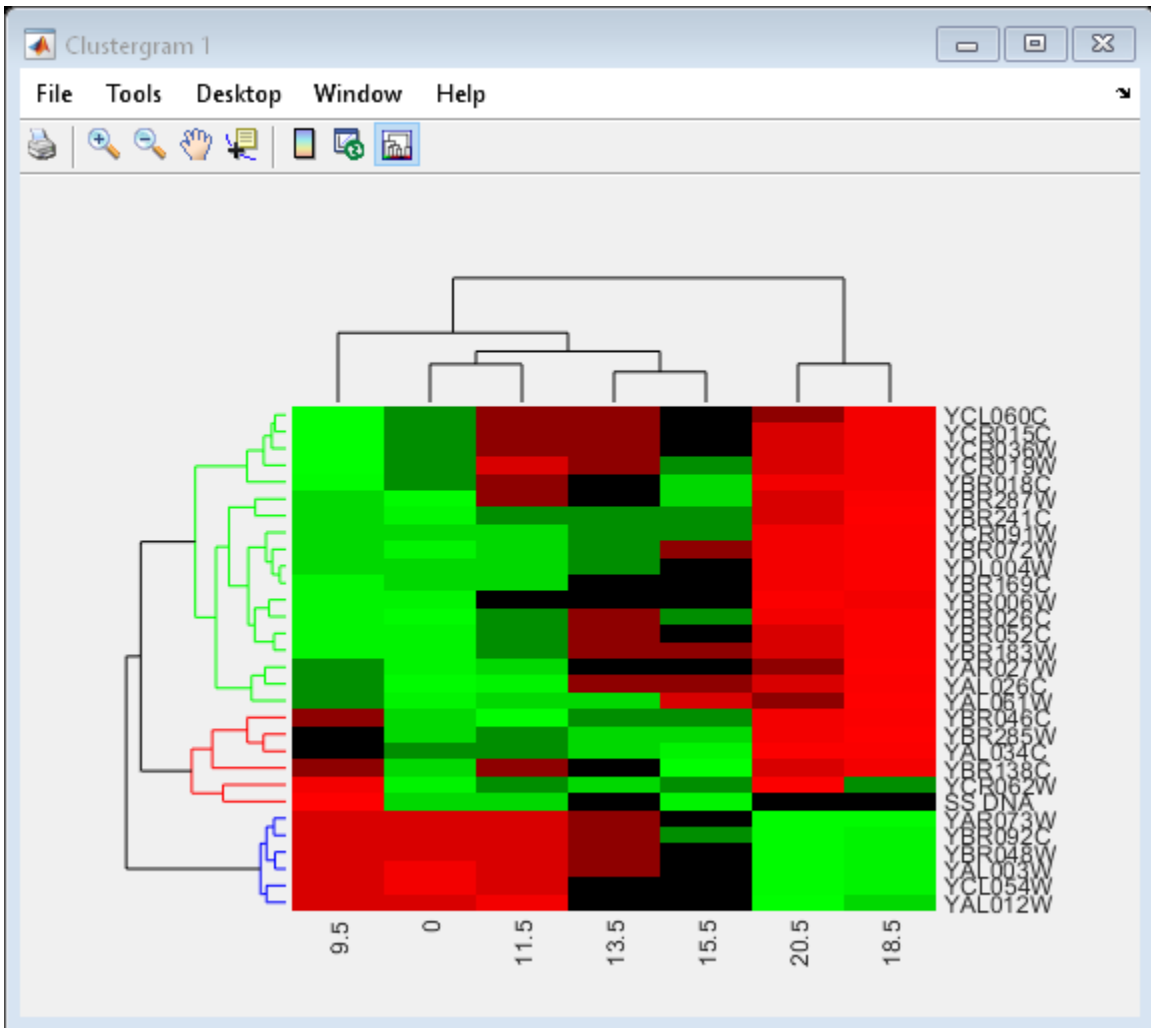 Clustergram 1
File Tools Desktop Window Help
YCL060C
YCR015C
YCR036W
YCR019W
YBR018C
YBR287W
YBR241C
YCR091W
YBR072W
YDL004W
YBR169C
YBR006W
YBR026C
YBR052C
YBR183W
YAR027W
YAL026C
YAL061W
YBR046C
YBR285W
YAL034C
YBR138C
YCR062W
SS DNA
YAR073W
YBR092C
YBR048W
YAL003W
YCL054W
YAL012W
9.5 0 11.5 13.5 15.5 20.5 18.5